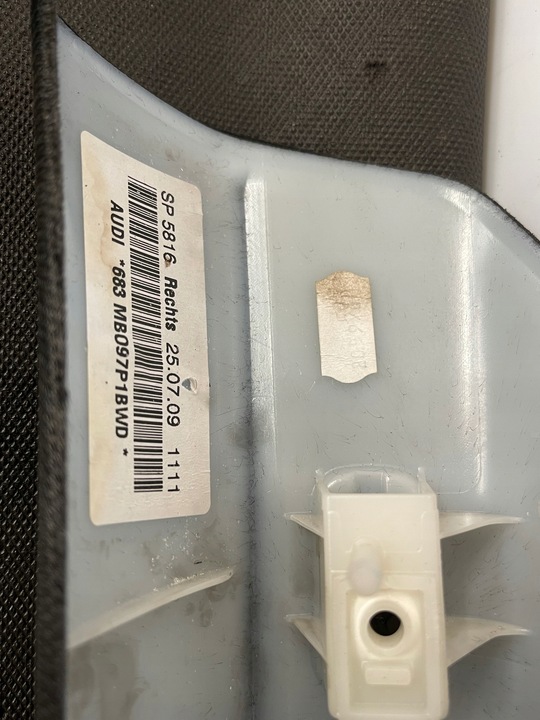 SP 5816 Rechts 25.07.09 1111
AUDI *683 MB097P1BWD *